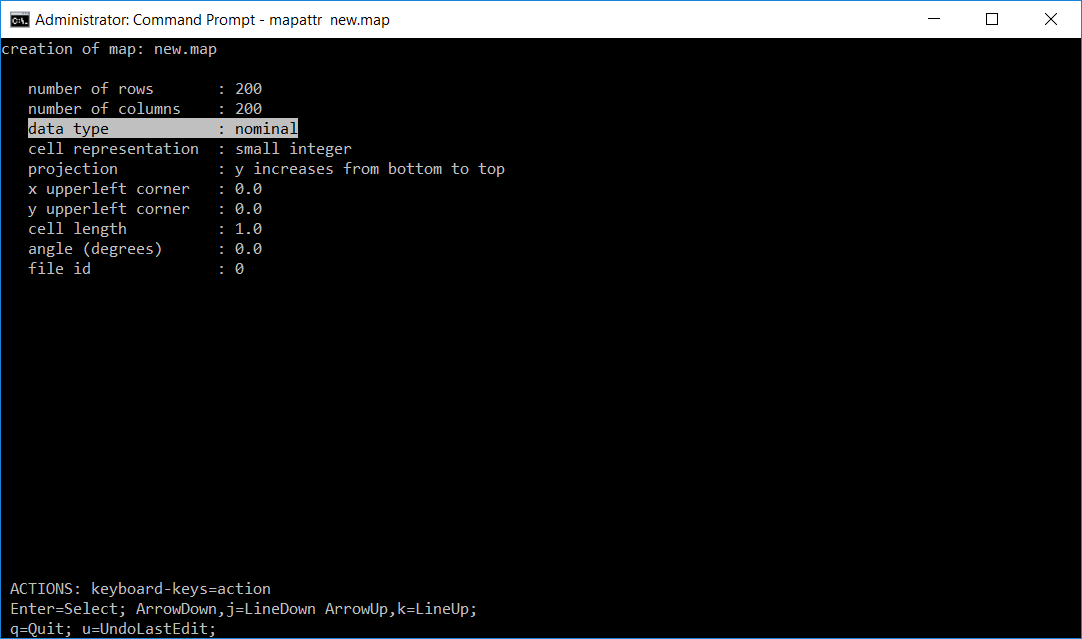 Administrator: Command Prompt - mapattr  new.map
creation of map: new.map
number of rows       : 200
number of columns    : 200
data type            : nominal
cell representation  : small integer
projection           : y increases from bottom to top
x upperleft corner   : 0.0
y upperleft corner   : 0.0
cell length          : 1.0
angle (degrees)      : 0.0
file id              : 0
ACTIONS: keyboard-keys=action
Enter=Select; ArrowDown,j=LineDown ArrowUp,k=LineUp;
q=Quit; u=UndoLastEdit;